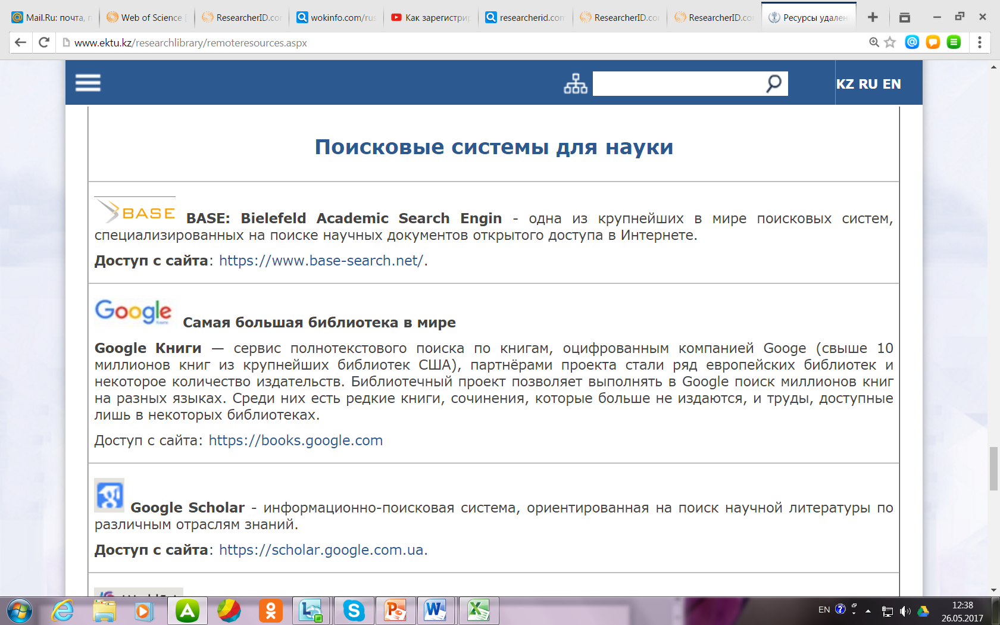 Mail.Ru: почта, п
Web of Science [
ResearcherID.co
wokinfo.com/rus
Как зарегистрир
researcherid.com
ResearcherID.co
ResearcherID.co
Ресурсы удален
www.ektu.kz/researchlibrary/remoteresources.aspx
KZ RU EN
Поисковые системы для науки
BASE
BASE: Bielefeld Academic Search Engin - одна из крупнейших в мире поисковых систем,
специализированных на поиске научных документов открытого доступа в Интернете.
Доступ с сайта: https://www.base-search.net/.
Google
Самая большая библиотека в мире
Google Книги — сервис полнотекстового поиска по книгам, оцифрованным компанией Googe (свыше 10
миллионов книг из крупнейших библиотек США), партнёрами проекта стали ряд европейских библиотек и
некоторое количество издательств. Библиотечный проект позволяет выполнять в Google поиск миллионов книг
на разных языках. Среди них есть редкие книги, сочинения, которые больше не издаются, и труды, доступные
лишь в некоторых библиотеках.
Доступ с сайта: https://books.google.com
Google Scholar - информационно-поисковая система, ориентированная на поиск научной литературы по
различным отраслям знаний.
Доступ с сайта: https://scholar.google.com.ua.
EN
12:38
26.05.2017